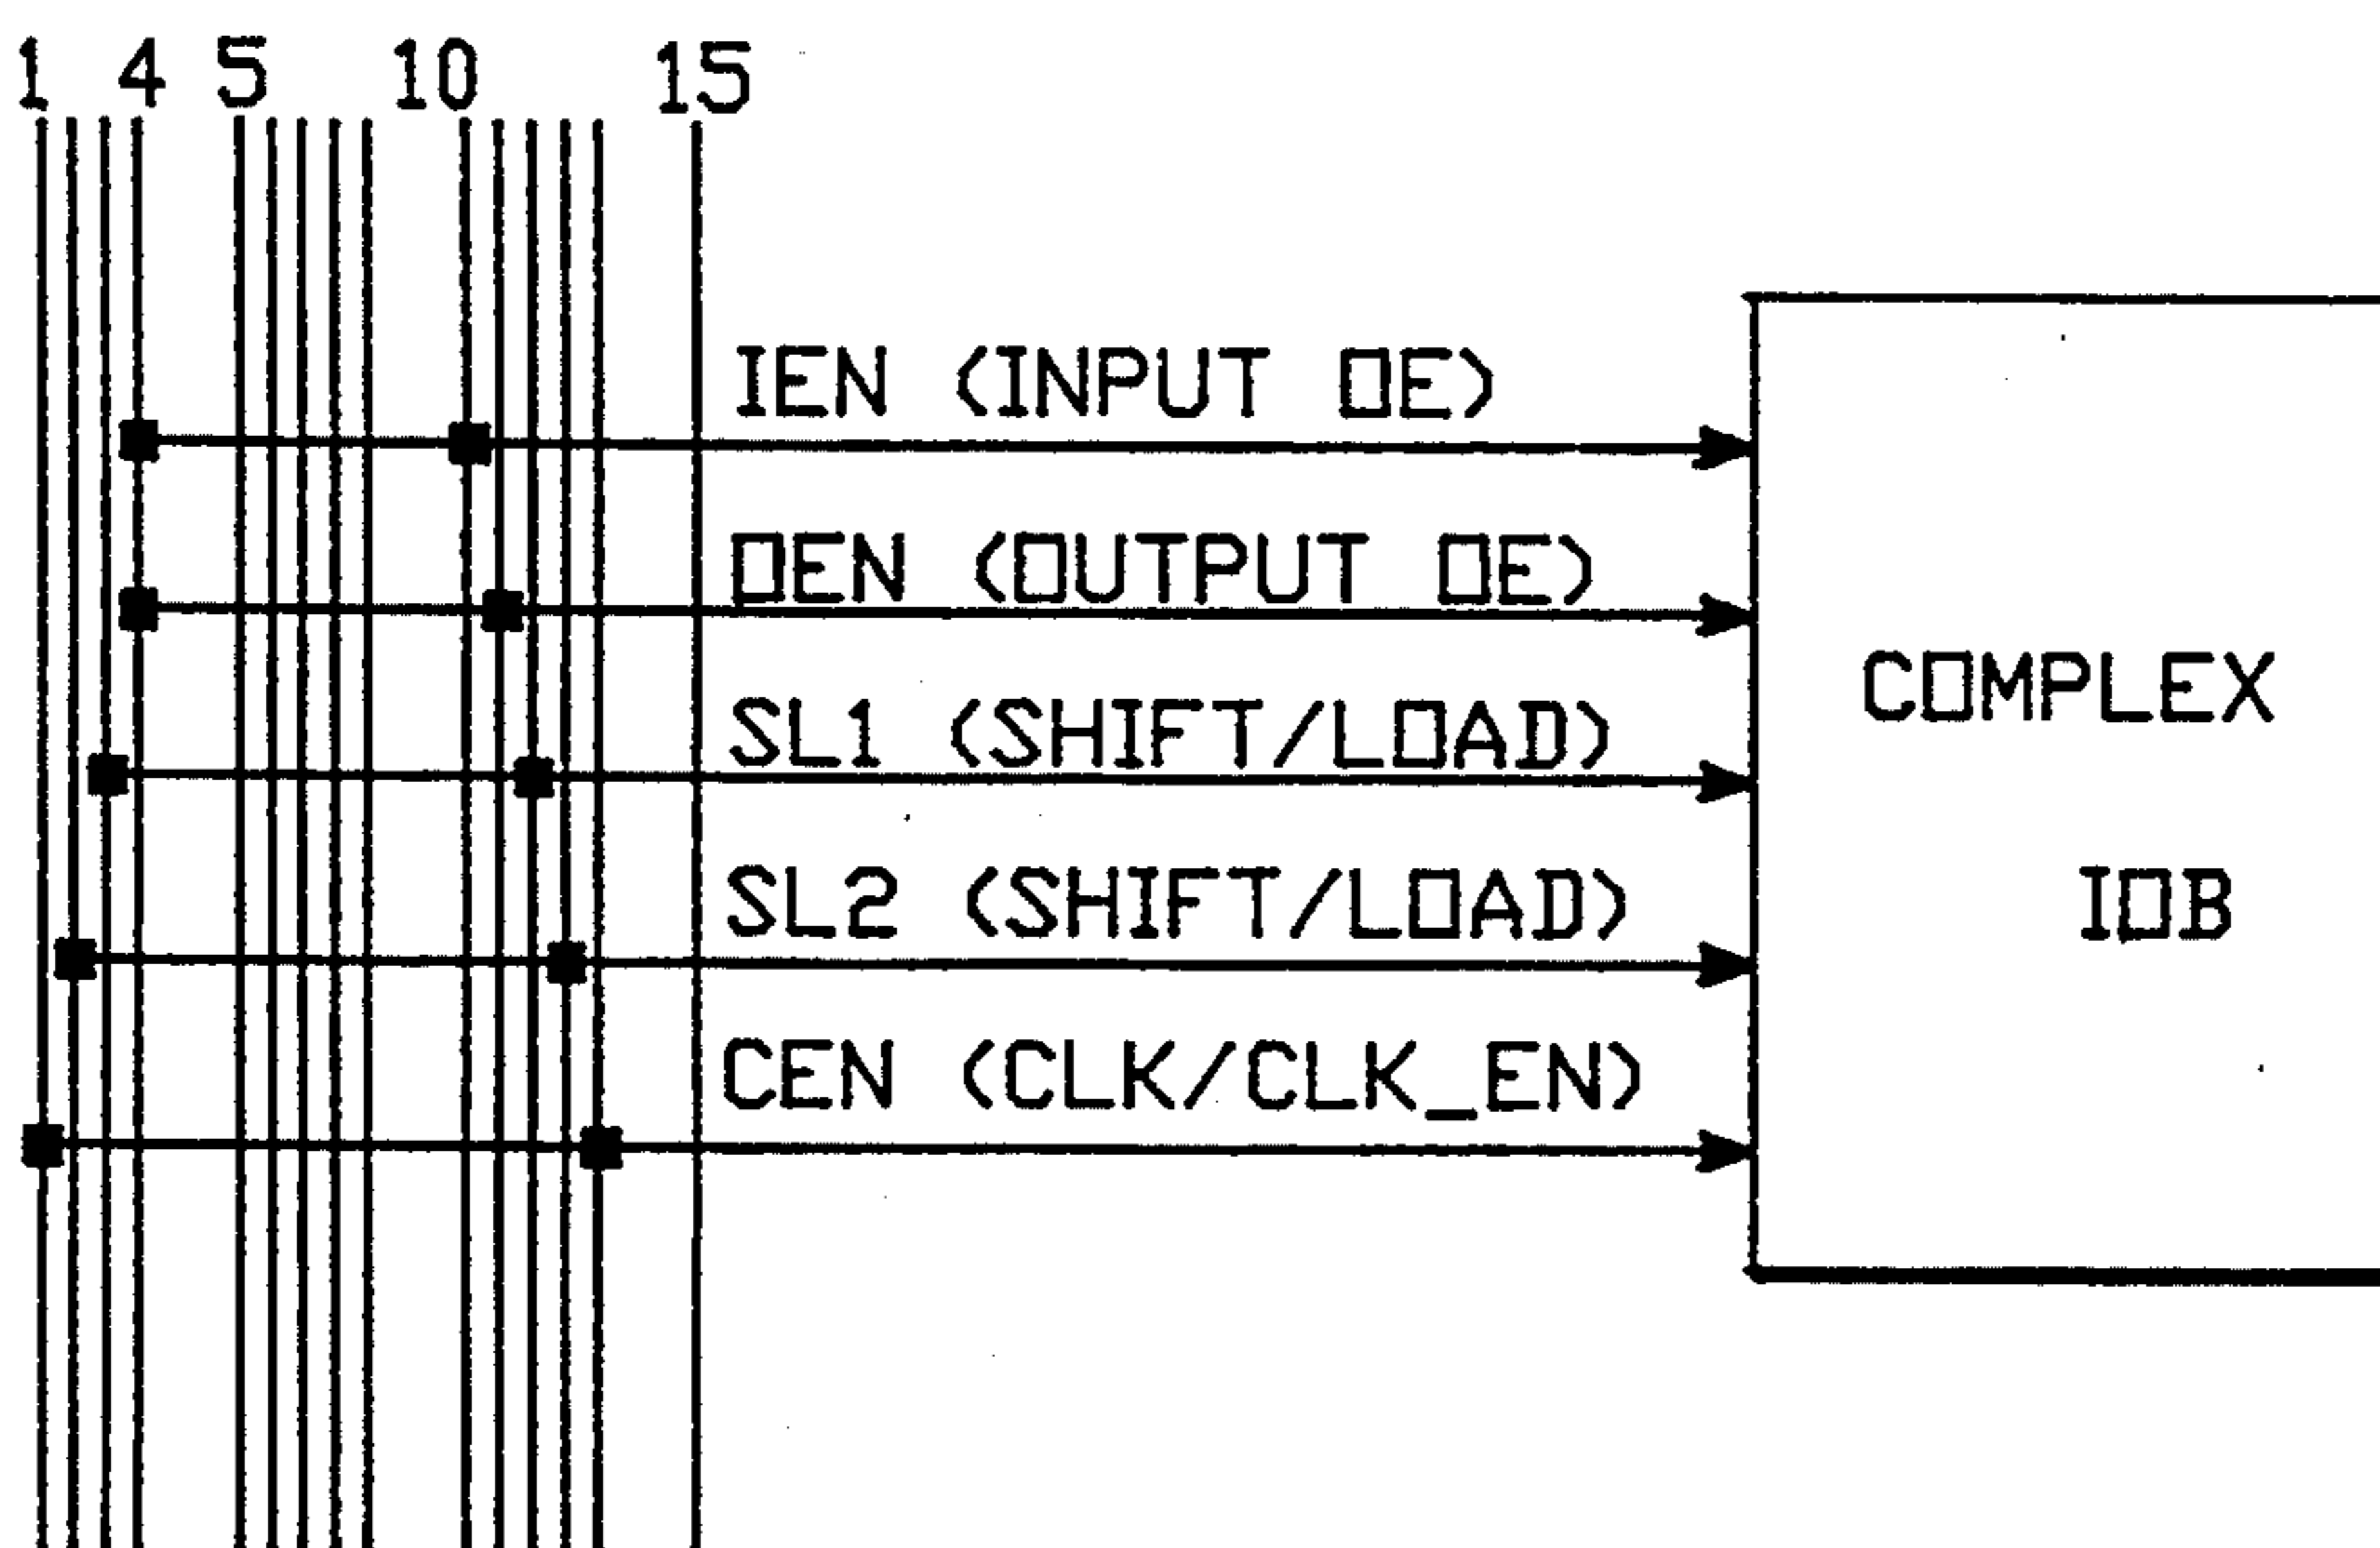 1 4 5 10 15
IEN (INPUT OE)
OEN (OUTPUT OE)
SL1 (SHIFT/LOAD)
COMPLEX
SL2 (SHIFT/LOAD)
IOB
CEN (CLK/CLK_EN)